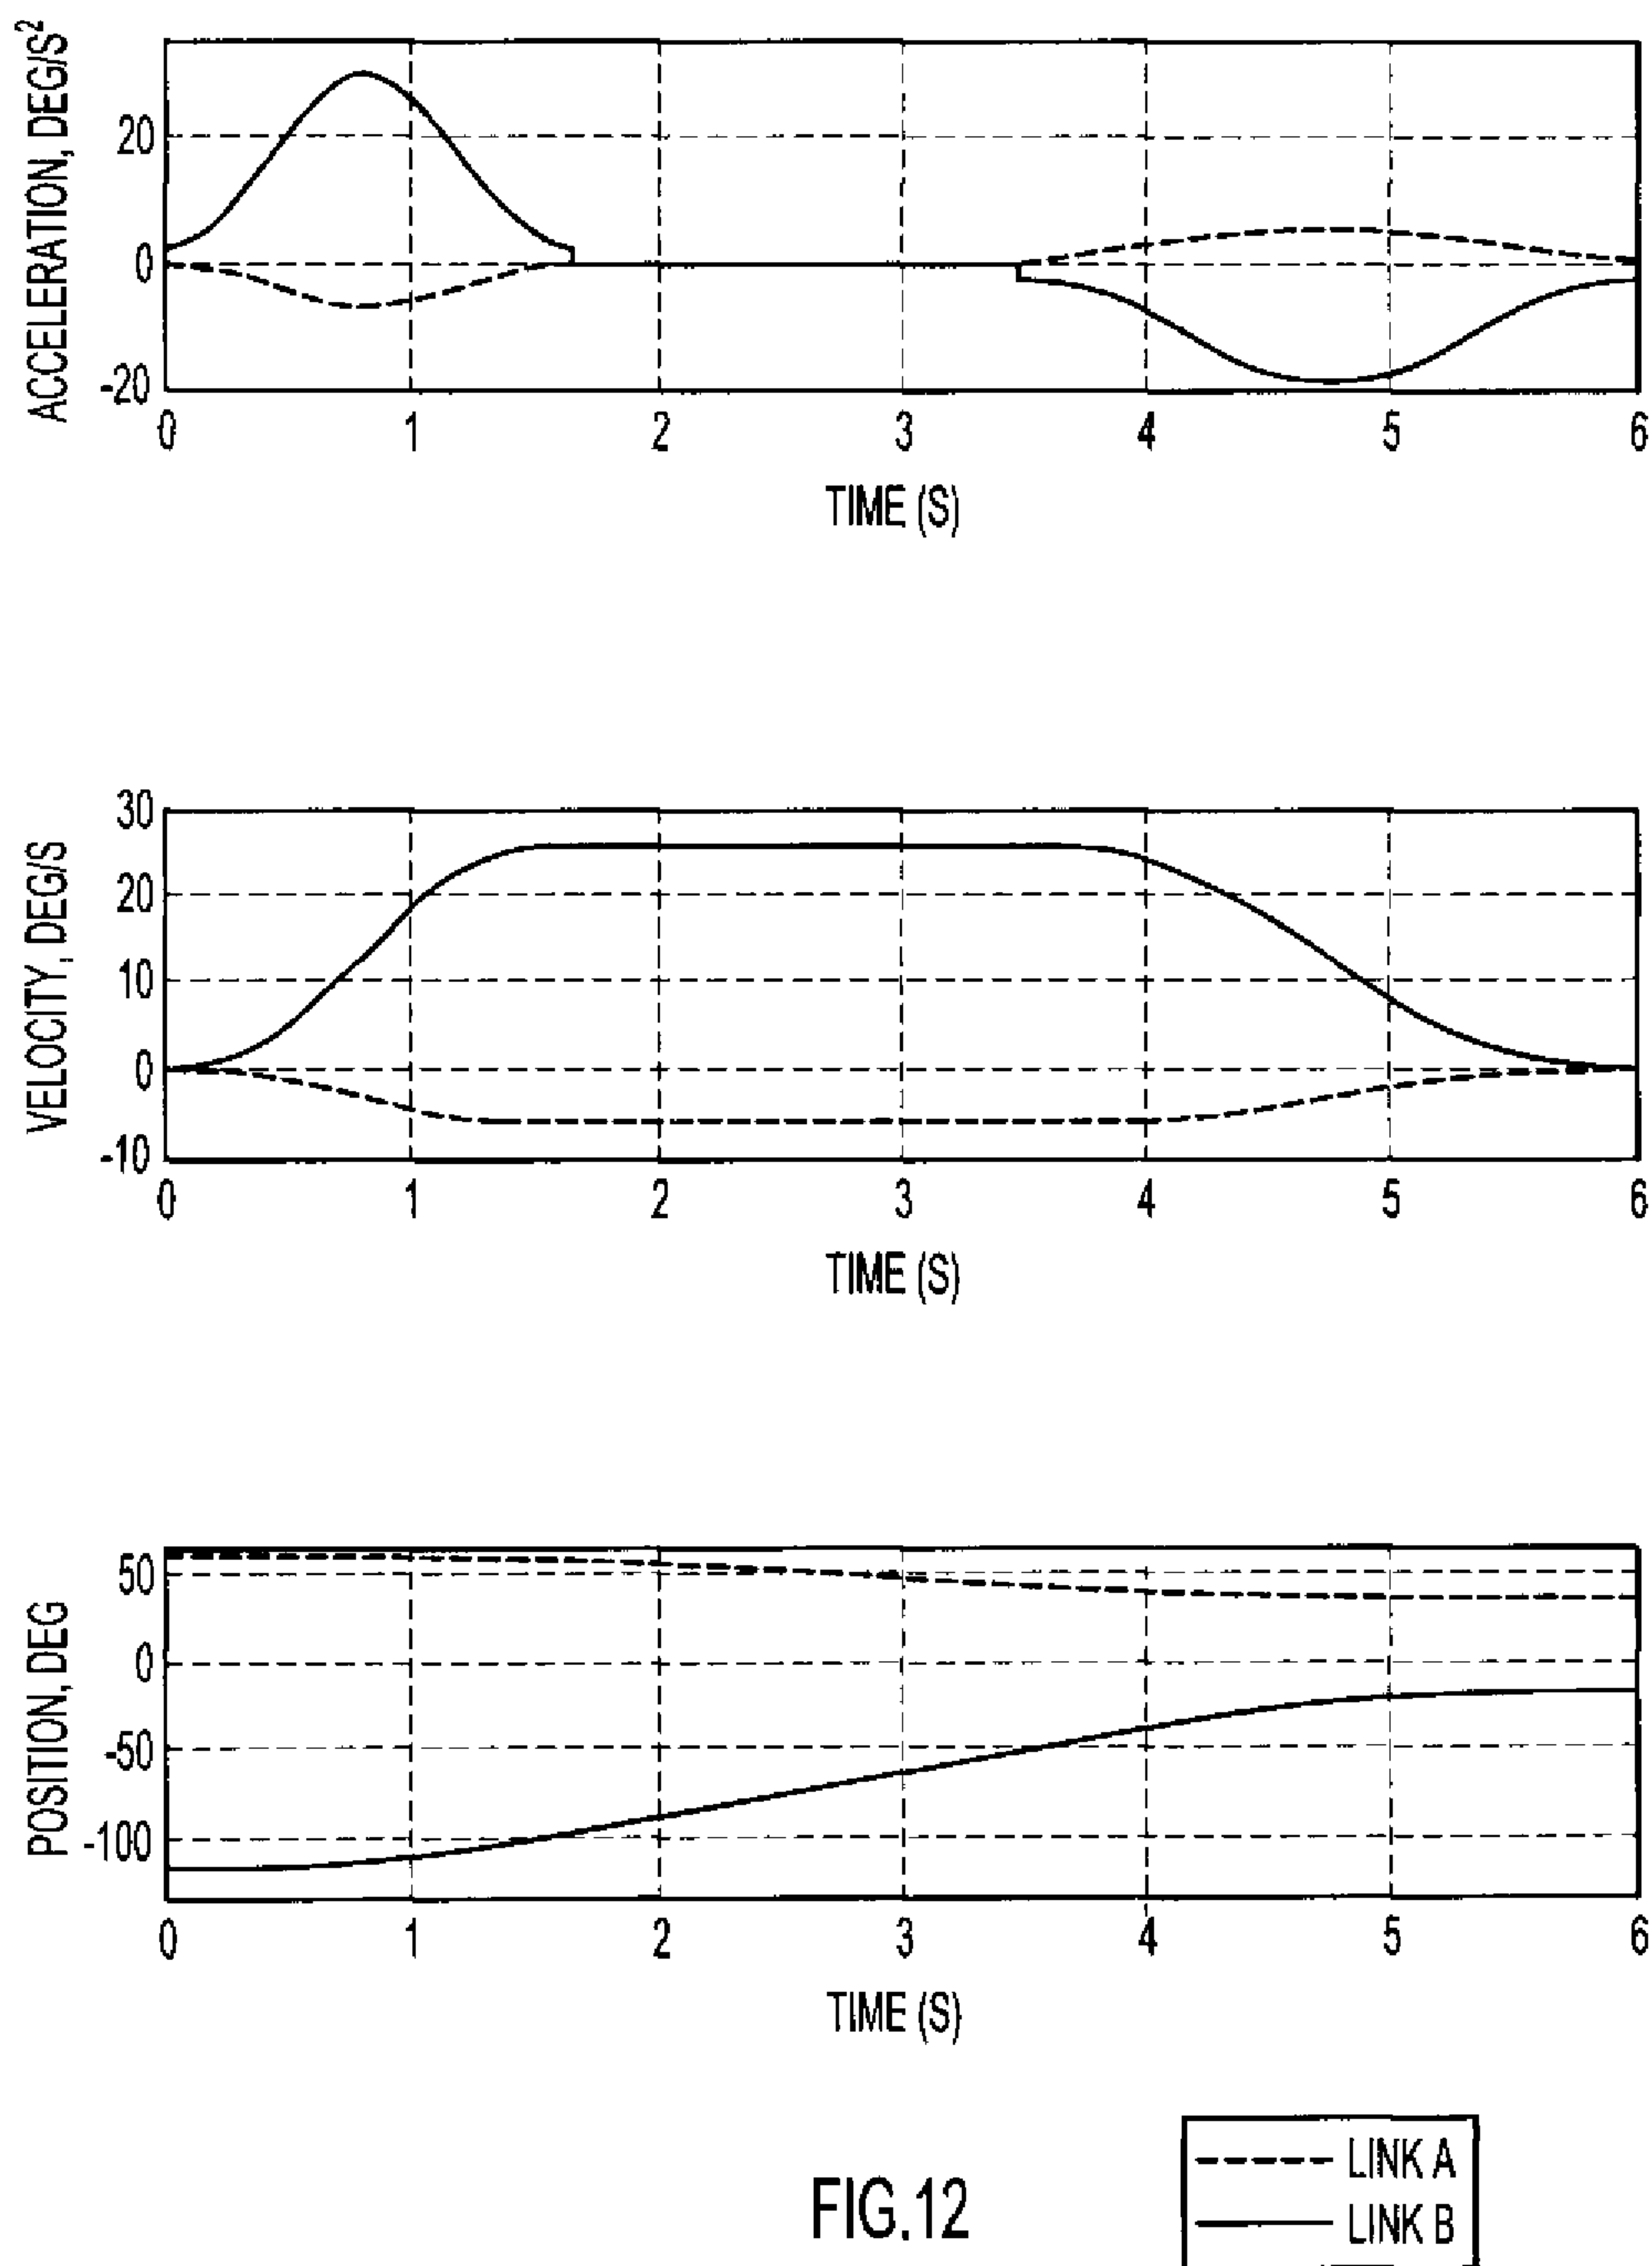 ACCELERATION, DEG/S²
20
0
-20
0 1 2 3 4 5 6
TIME (S)
VELOCITY, DEG/S
30
20
10
0
-10
0 1 2 3 4 5 6
TIME (S)
POSITION, DEG
50
0
-50
-100
0 1 2 3 4 5 6
TIME (S)
FIG.12
LINK A
LINK B